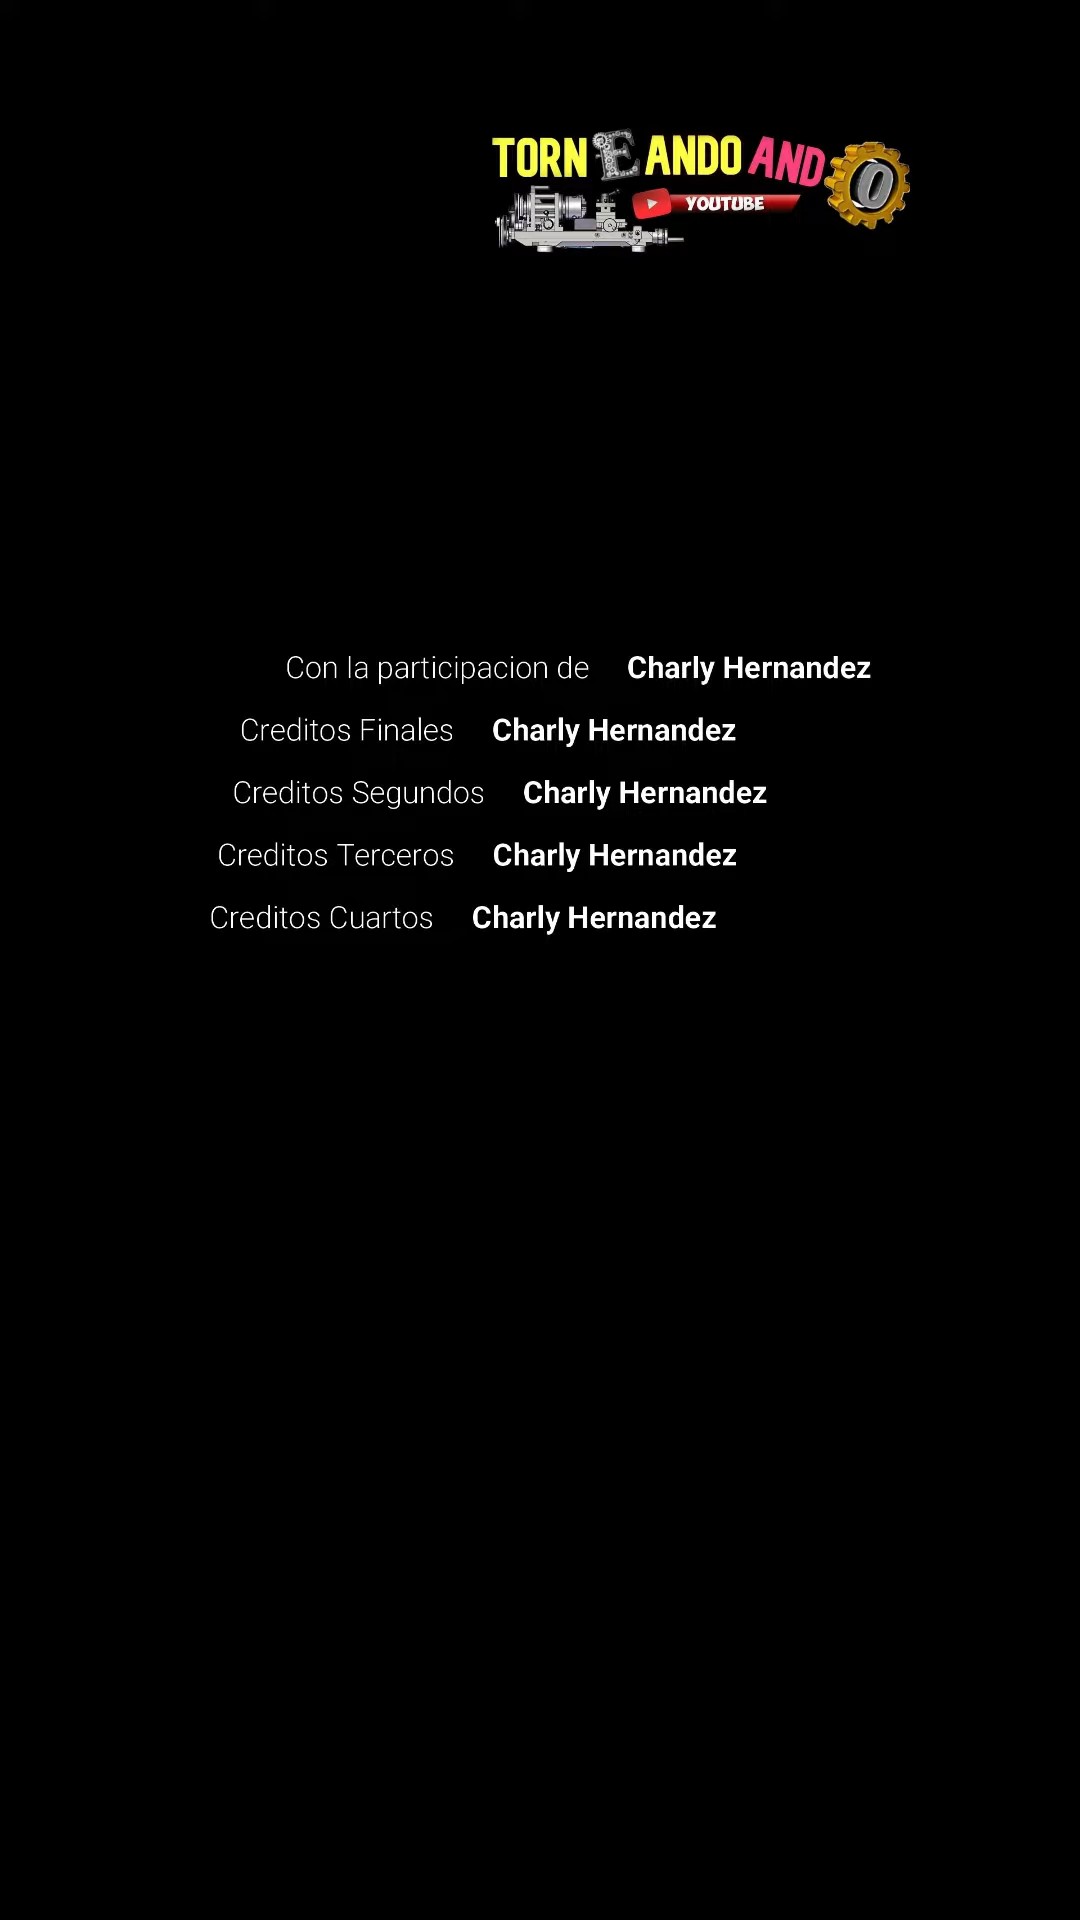 TORNEANDO ANDO
YOUTUBE
Con la participacion de Charly Hernandez
Creditos Finales Charly Hernandez
Creditos Segundos Charly Hernandez
Creditos Terceros Charly Hernandez
Creditos Cuartos Charly Hernandez